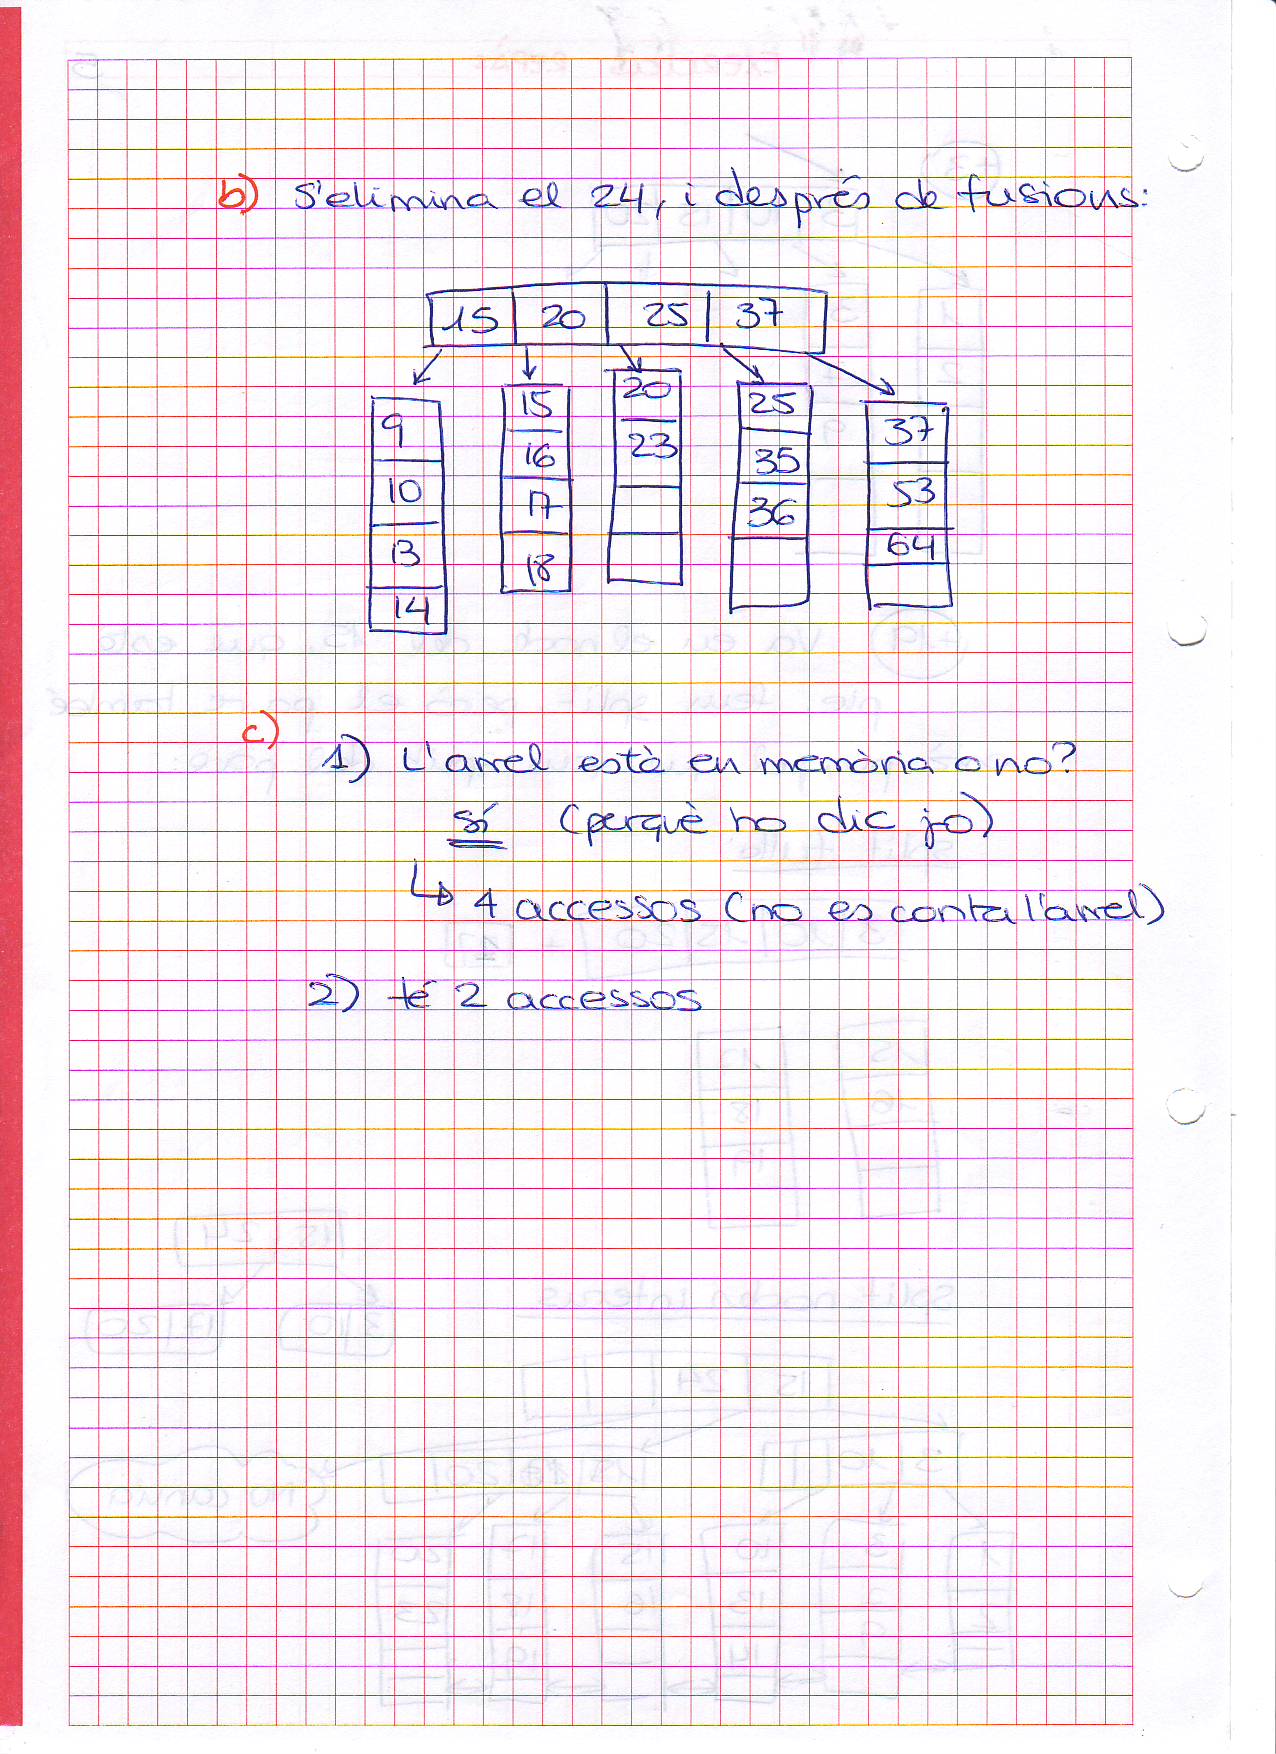 b) S'elimina el 24, i després de fusions:
15 20 25 37
9 15 20 25 37
10 16 23 35 53
13 17 36 64
14 18
c) 1) L'arrel està en memòria o no?
sí (perquè ho dic jo)
↳ 4 accessos (no es conta l'arrel)
2) té 2 accessos